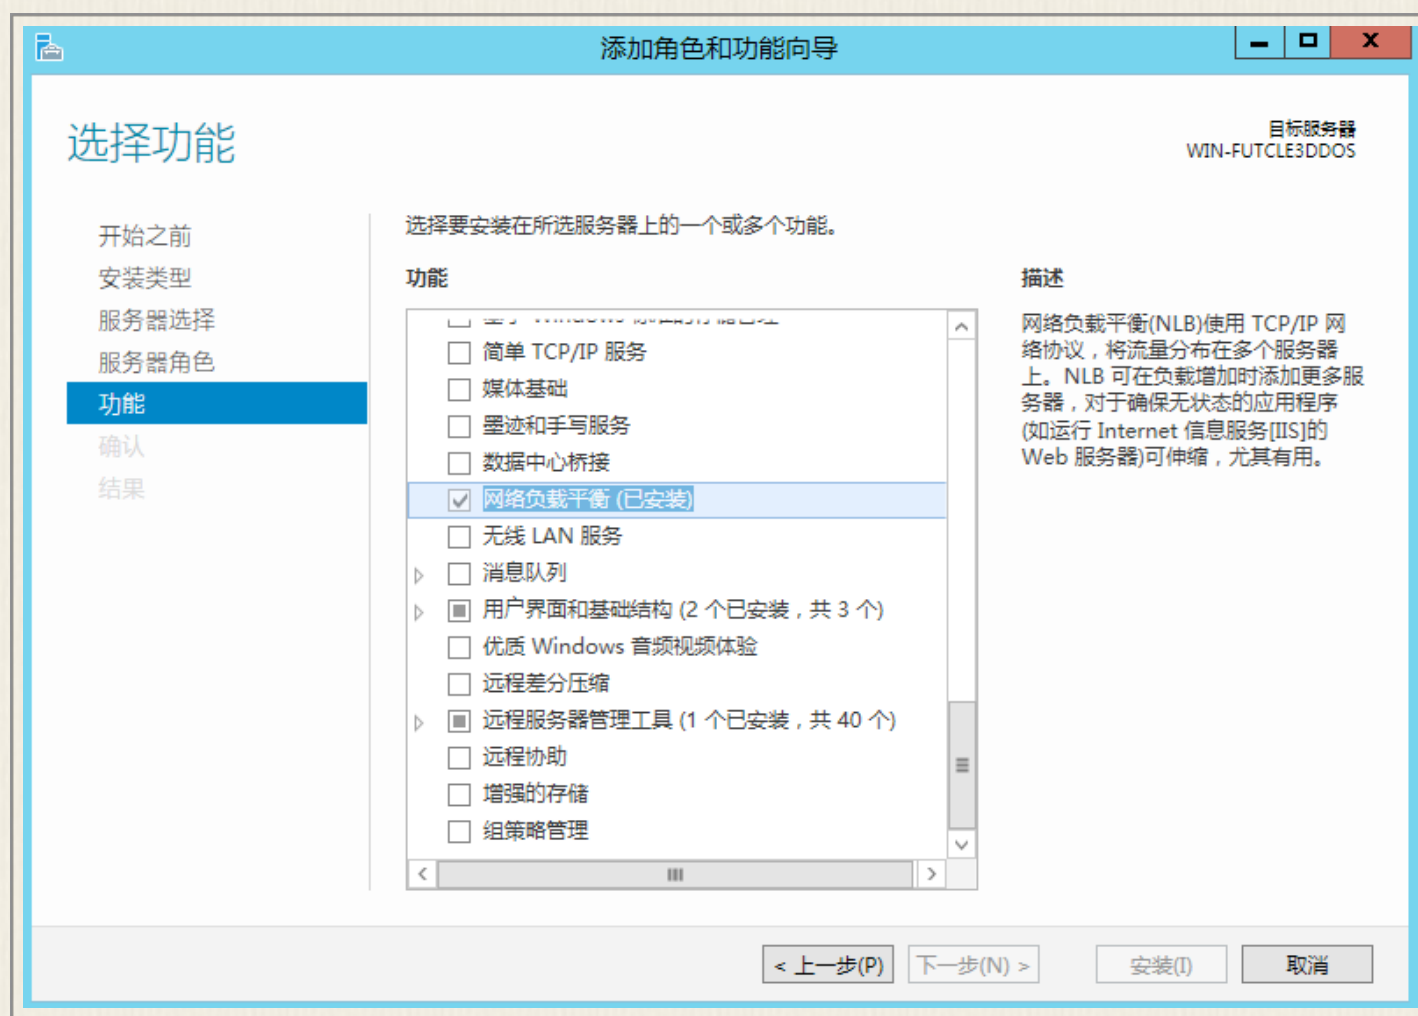 添加角色和功能向导
选择功能
目标服务器
WIN-FUTCLE3DDOS
开始之前
安装类型
服务器选择
服务器角色
功能
确认
结果
选择要安装在所选服务器上的一个或多个功能。
功能
简单 TCP/IP 服务
媒体基础
墨迹和手写服务
数据中心桥接
网络负载平衡 (已安装)
无线 LAN 服务
消息队列
用户界面和基础结构 (2 个已安装，共 3 个)
优质 Windows 音频视频体验
远程差分压缩
远程服务器管理工具 (1 个已安装，共 40 个)
远程协助
增强的存储
组策略管理
描述
网络负载平衡(NLB)使用 TCP/IP 网
络协议，将流量分布在多个服务器
上。NLB 可在负载增加时添加更多服
务器，对于确保无状态的应用程序
(如运行 Internet 信息服务[IIS]的
Web 服务器)可伸缩，尤其有用。
< 上一步(P)
下一步(N) >
安装(I)
取消